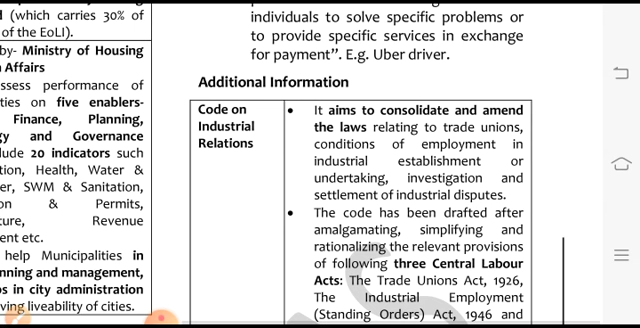 l (which carries 30% of
of the EoLI).
by- Ministry of Housing
Affairs
ssess performance of
ties on five enablers-
Finance, Planning,
gy and Governance
lude 20 indicators such
tion, Health, Water &
er, SWM & Sanitation,
on & Permits,
ture, Revenue
ent etc.
help Municipalities in
nning and management,
ps in city administration
ving liveability of cities.
individuals to solve specific problems or
to provide specific services in exchange
for payment”. E.g. Uber driver.
Additional Information
Code on
Industrial
Relations
• It aims to consolidate and amend
the laws relating to trade unions,
conditions of employment in
industrial establishment or
undertaking, investigation and
settlement of industrial disputes.
• The code has been drafted after
amalgamating, simplifying and
rationalizing the relevant provisions
of following three Central Labour
Acts: The Trade Unions Act, 1926,
The Industrial Employment
(Standing Orders) Act, 1946 and